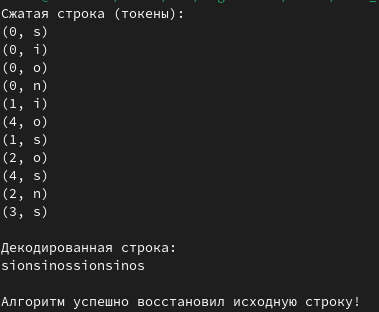 Сжатая строка (токены):
(0, s)
(0, i)
(0, o)
(0, n)
(1, i)
(4, o)
(1, s)
(2, o)
(4, s)
(2, n)
(3, s)
Декодированная строка:
sionsinossionsinos
Алгоритм успешно восстановил исходную строку!